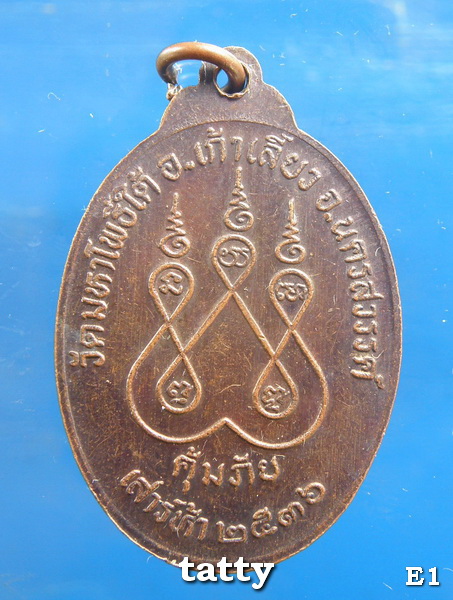 วัดมหาโพธิ์ใต้ อ.เก้าเลี้ยว จ.นครสวรรค์
คุ้มภัย
เสาร์ห้า ๒๕๓๖
tatty
E1